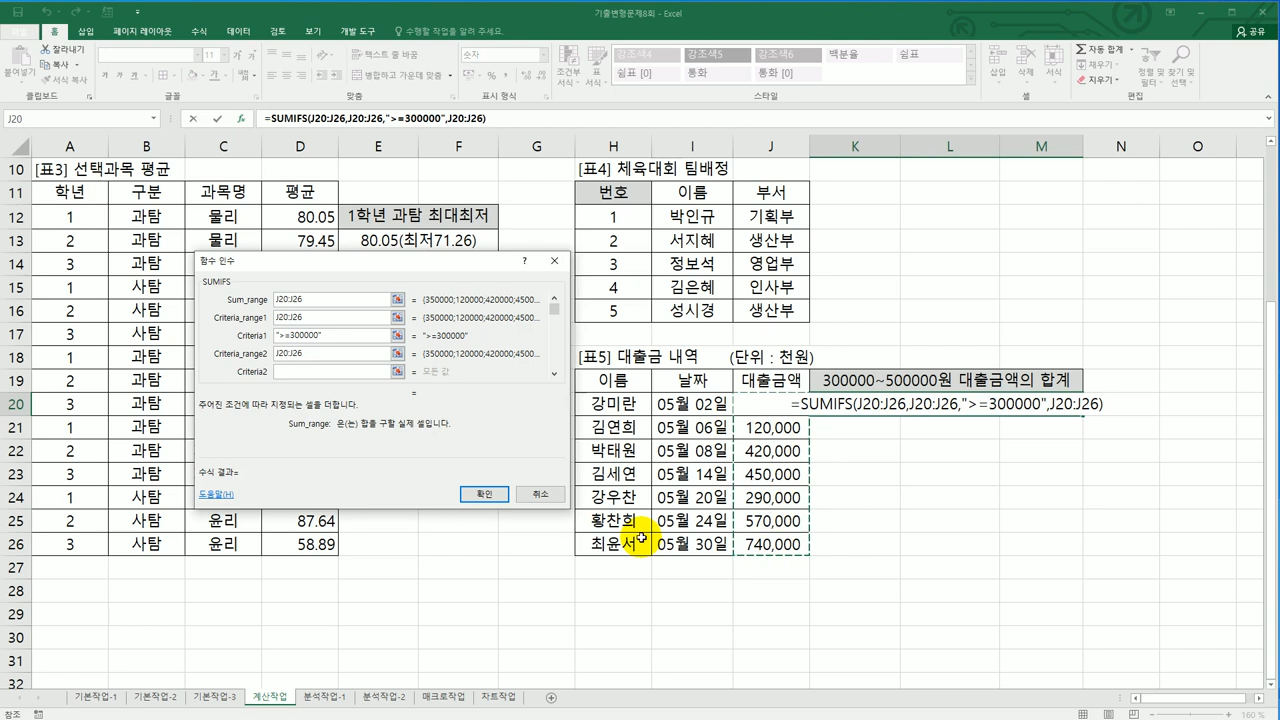 기출변형문제8회 - Excel
파일 홈 삽입 페이지 레이아웃 수식 데이터 검토 보기 개발 도구 수행할 작업을 알려 주세요. 공유
붙여넣기 잘라내기 복사 서식 복사 클립보드
11 가 가 가 글꼴
텍스트 줄 바꿈 병합하고 가운데 맞춤 맞춤
숫자 표시 형식
조건부 서식 표 서식 강조색4 강조색5 강조색6 백분율 쉼표
쉼표 [0] 통화 통화 [0] 스타일
삽입 삭제 서식 셀
자동 합계 채우기 지우기 정렬 및 필터 찾기 및 선택 편집
J20 =SUMIFS(J20:J26,J20:J26,">=300000",J20:J26)
A B C D E F G H I J K L M N O
10 [표3] 선택과목 평균 [표4] 체육대회 팀배정
11 학년 구분 과목명 평균 번호 이름 부서
12 1 과탐 물리 80.05 1학년 과탐 최대최저 1 박인규 기획부
13 2 과탐 물리 79.45 80.05(최저71.26) 2 서지혜 생산부
14 3 과탐 3 정보석 영업부
15 1 사탐 4 김은혜 인사부
16 2 사탐 5 성시경 생산부
17 3 사탐
18 1 과탐 [표5] 대출금 내역 (단위 : 천원)
19 2 과탐 이름 날짜 대출금액 300000~500000원 대출금액의 합계
20 3 과탐 강미란 05월 02일 =SUMIFS(J20:J26,J20:J26,">=300000",J20:J26)
21 1 과탐 김연희 05월 06일 120,000
22 2 과탐 박태원 05월 08일 420,000
23 3 과탐 김세연 05월 14일 450,000
24 1 사탐 강우찬 05월 20일 290,000
25 2 사탐 윤리 87.64 황찬희 05월 24일 570,000
26 3 사탐 윤리 58.89 최윤서 05월 30일 740,000
27
28
29
30
31
32
함수 인수 ? ×
SUMIFS
Sum_range J20:J26 = {350000;120000;420000;4500...
Criteria_range1 J20:J26 = {350000;120000;420000;4500...
Criteria1 ">=300000" = ">=300000"
Criteria_range2 J20:J26 = {350000;120000;420000;4500...
Criteria2 = 모든 값
=
주어진 조건에 따라 지정되는 셀을 더합니다.
Sum_range: 은(는) 합을 구할 실제 셀입니다.
수식 결과=
도움말(H) 확인 취소
기본작업-1 기본작업-2 기본작업-3 계산작업 분석작업-1 분석작업-2 매크로작업 차트작업
참조 160 %